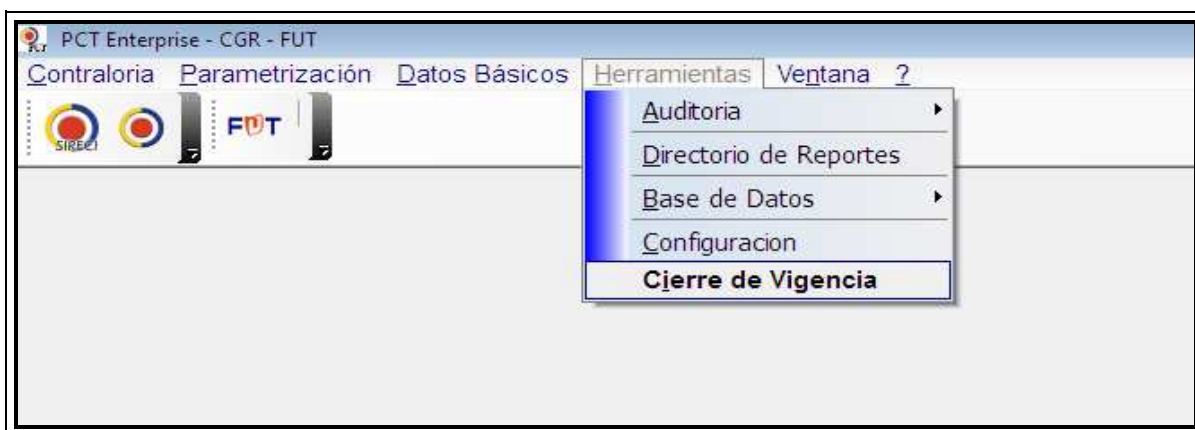 PCT Enterprise - CGR - FUT
Contraloria Parametrización Datos Básicos Herramientas Ventana ?
SIRECI FUT
Auditoria
Directorio de Reportes
Base de Datos
Configuracion
Cierre de Vigencia